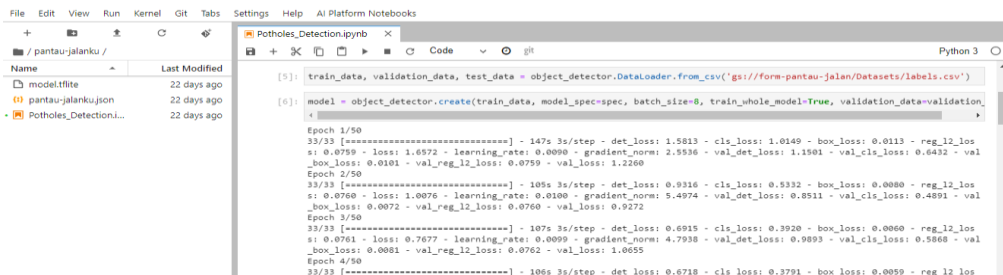 File Edit View Run Kernel Git Tabs Settings Help AI Platform Notebooks
/ pantau-jalanku /
Name Last Modified
model.tflite 22 days ago
pantau-jalanku.json 22 days ago
Potholes_Detection.i... 22 days ago
Potholes_Detection.ipynb
Code git Python 3
[5]: train_data, validation_data, test_data = object_detector.DataLoader.from_csv('gs://form-pantau-jalan/Datasets/labels.csv')
[6]: model = object_detector.create(train_data, model_spec=spec, batch_size=8, train_whole_model=True, validation_data=validation_
Epoch 1/50
33/33 [==============================] - 147s 3s/step - det_loss: 1.5813 - cls_loss: 1.0149 - box_loss: 0.0113 - reg_l2_los
s: 0.0759 - loss: 1.6572 - learning_rate: 0.0090 - gradient_norm: 2.5536 - val_det_loss: 1.1501 - val_cls_loss: 0.6432 - val
_box_loss: 0.0101 - val_reg_l2_loss: 0.0759 - val_loss: 1.2260
Epoch 2/50
33/33 [==============================] - 105s 3s/step - det_loss: 0.9316 - cls_loss: 0.5332 - box_loss: 0.0080 - reg_l2_los
s: 0.0760 - loss: 1.0076 - learning_rate: 0.0100 - gradient_norm: 5.4974 - val_det_loss: 0.8511 - val_cls_loss: 0.4891 - val
_box_loss: 0.0072 - val_reg_l2_loss: 0.0760 - val_loss: 0.9272
Epoch 3/50
33/33 [==============================] - 107s 3s/step - det_loss: 0.6915 - cls_loss: 0.3920 - box_loss: 0.0060 - reg_l2_los
s: 0.0761 - loss: 0.7677 - learning_rate: 0.0099 - gradient_norm: 4.7938 - val_det_loss: 0.9893 - val_cls_loss: 0.5868 - val
_box_loss: 0.0081 - val_reg_l2_loss: 0.0762 - val_loss: 1.0655
Epoch 4/50
33/33 [==============================] - 106s 3s/step - det_loss: 0.6718 - cls_loss: 0.3791 - box_loss: 0.0059 - reg_l2_los